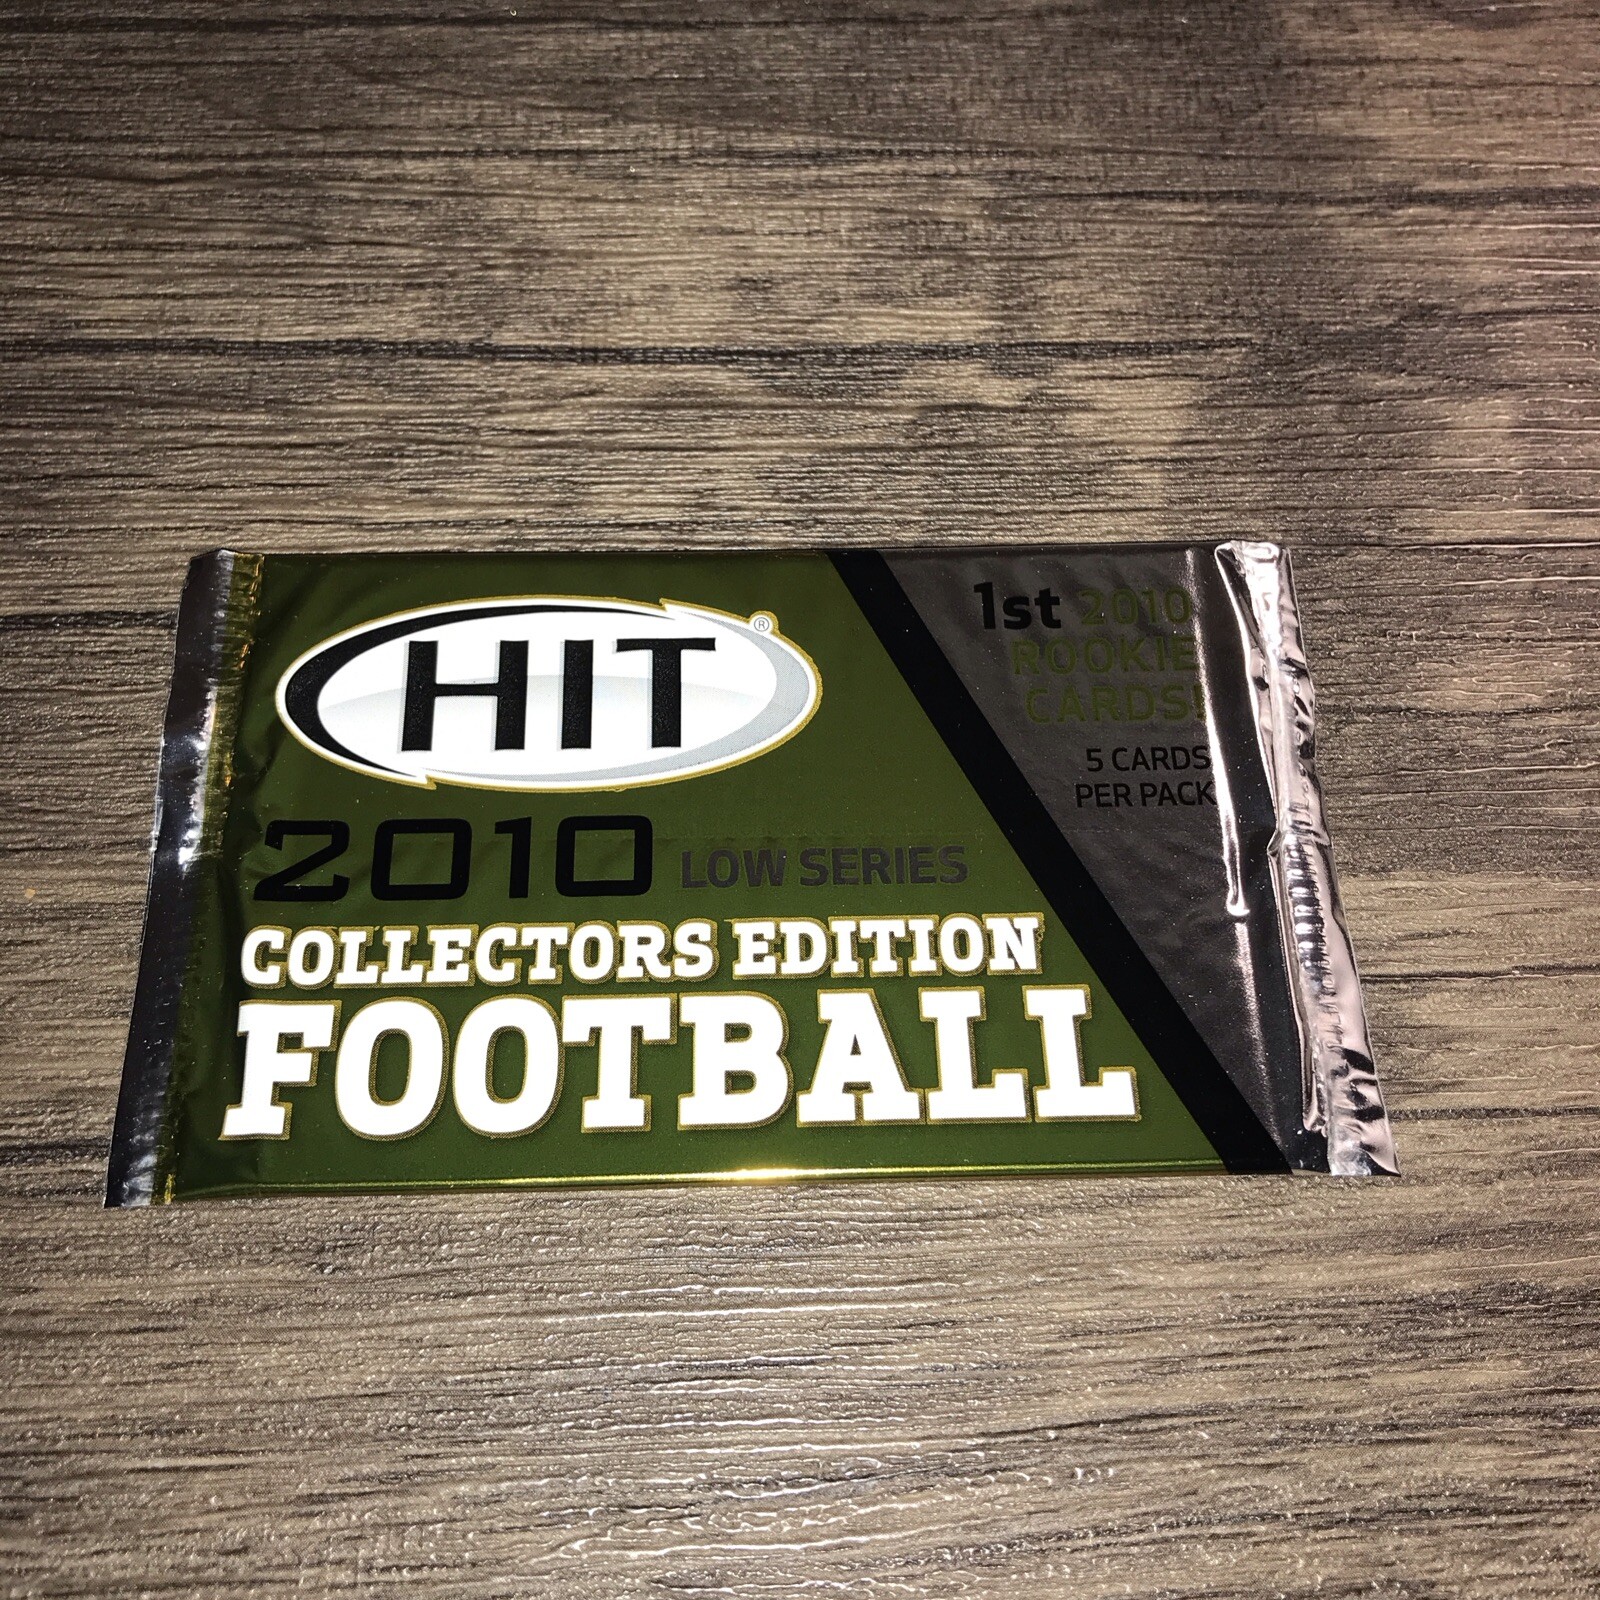 HIT®
2010 LOW SERIES
COLLECTORS EDITION
FOOTBALL
1st 2010
ROOKIE
CARDS!
5 CARDS
PER PACK